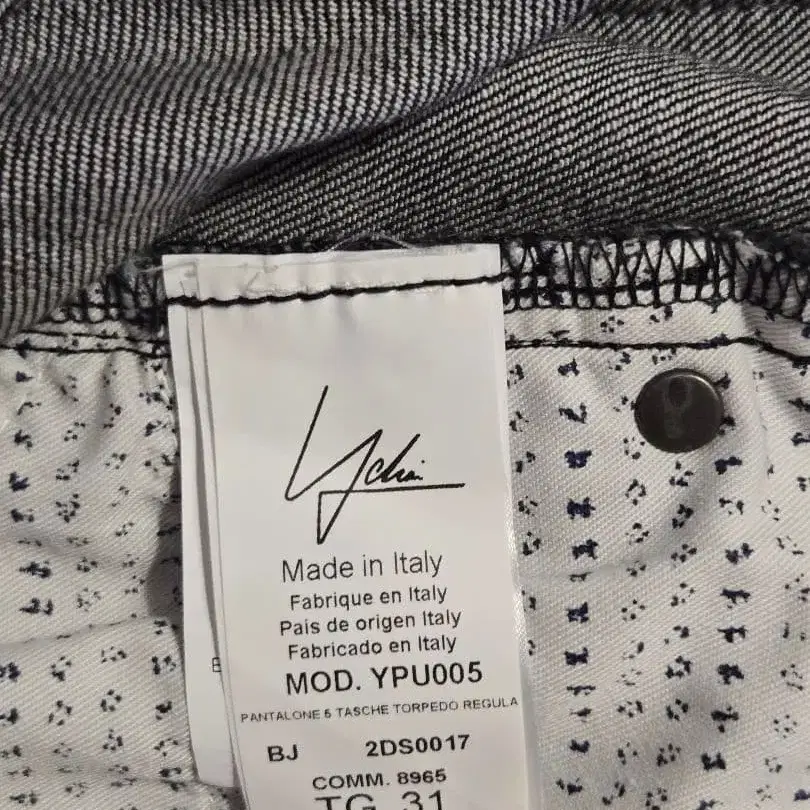 Ychai
Made in Italy
Fabrique en Italy
Pais de origen Italy
Fabricado en Italy
MOD. YPU005
PANTALONE 5 TASCHE TORPEDO REGULA
BJ 2DS0017
COMM. 8965
TG 31